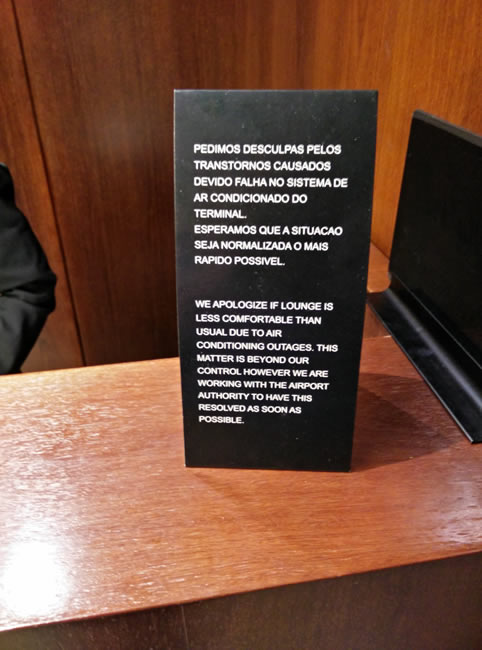 PEDIMOS DESCULPAS PELOS
TRANSTORNOS CAUSADOS
DEVIDO FALHA NO SISTEMA DE
AR CONDICIONADO DO
TERMINAL.
ESPERAMOS QUE A SITUACAO
SEJA NORMALIZADA O MAIS
RAPIDO POSSIVEL.
WE APOLOGIZE IF LOUNGE IS
LESS COMFORTABLE THAN
USUAL DUE TO AIR
CONDITIONING OUTAGES. THIS
MATTER IS BEYOND OUR
CONTROL HOWEVER WE ARE
WORKING WITH THE AIRPORT
AUTHORITY TO HAVE THIS
RESOLVED AS SOON AS
POSSIBLE.